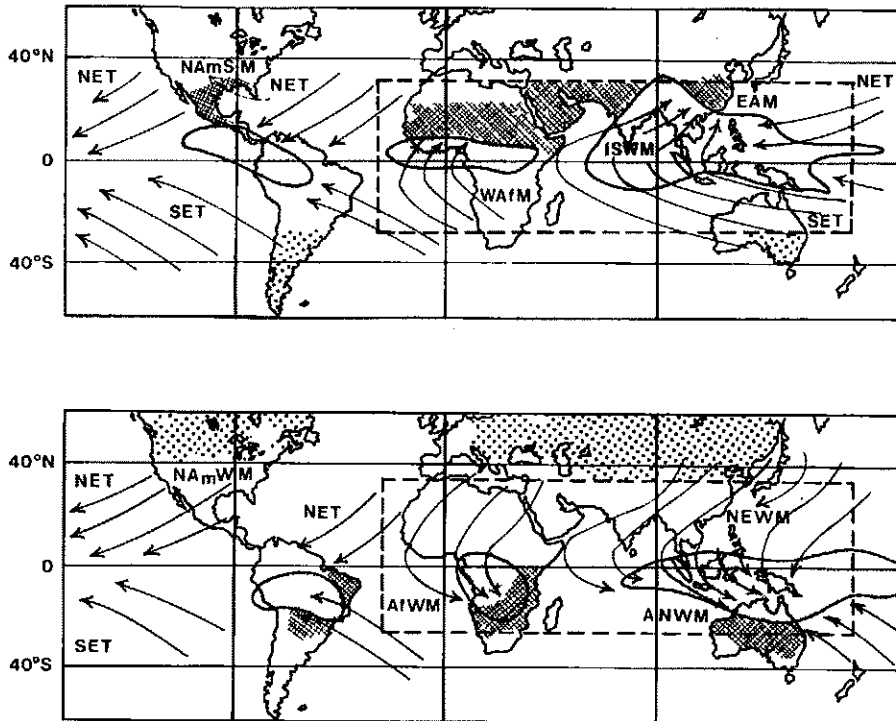 40°N
NAmSM
NET
NET
NET
EAM
0
ISWM
WAfM
SET
SET
40°S
40°N
NAmWM
NET
NET
NEWM
0
AfWM
ANWM
SET
40°S